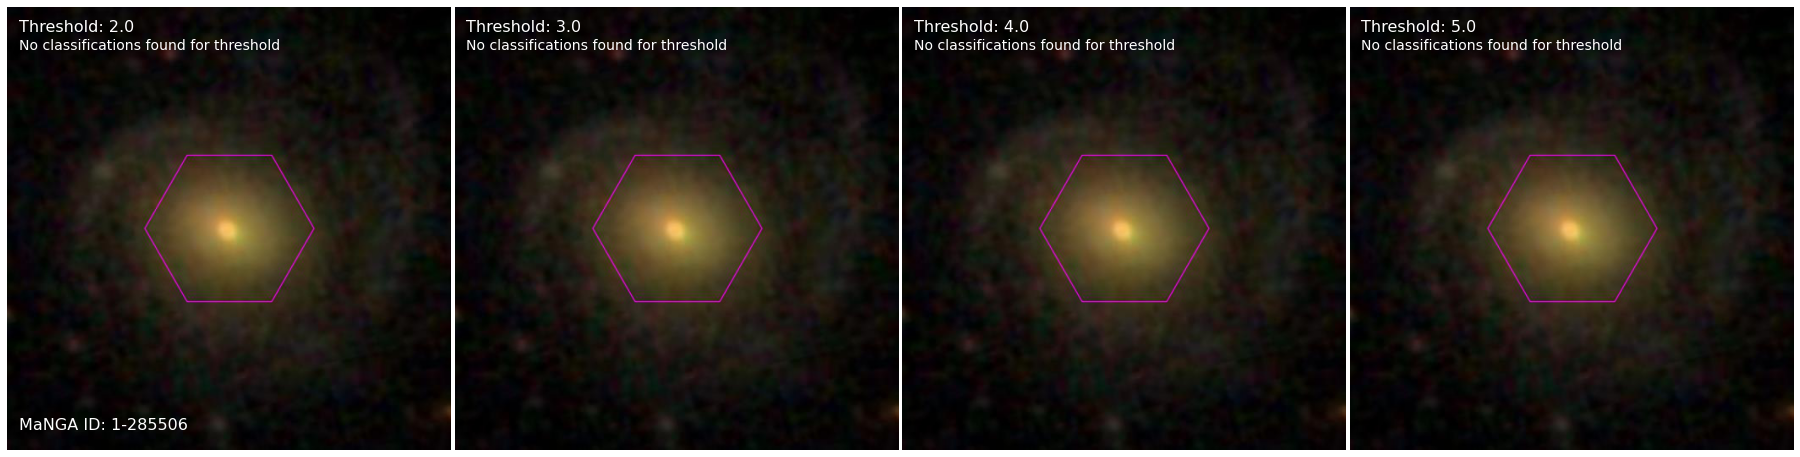 Threshold: 2.0
No classifications found for threshold
MaNGA ID: 1-285506
Threshold: 3.0
No classifications found for threshold
Threshold: 4.0
No classifications found for threshold
Threshold: 5.0
No classifications found for threshold